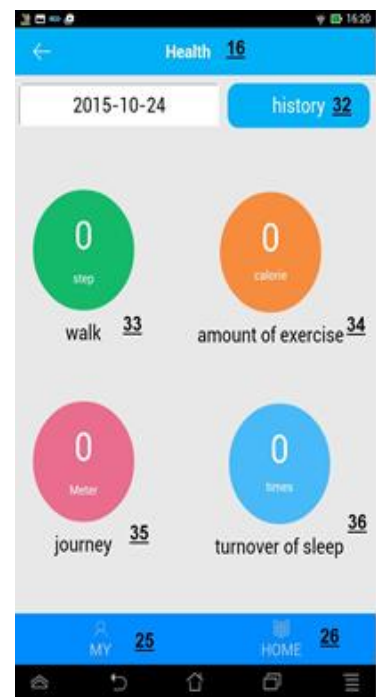 16:20
Health 16
2015-10-24
history 32
0
step
walk 33
0
calorie
amount of exercise 34
0
Meter
journey 35
0
times
turnover of sleep 36
MY 25
HOME 26